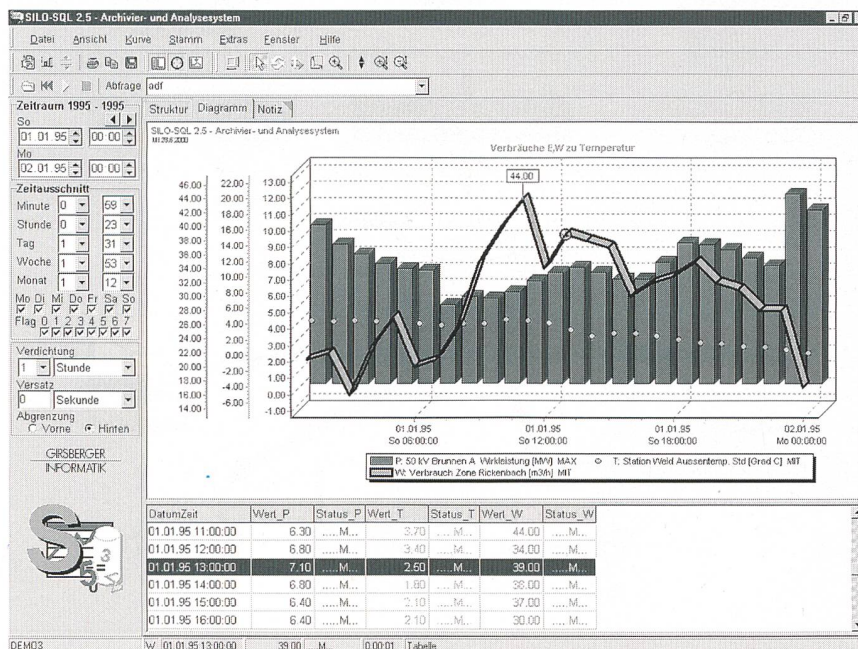 SILO-SQL 2.5 - Archivier- und Analysesystem
Datei Ansicht Kurve Stamm Extras Fenster Hilfe
Abfrage adf
Zeitraum 1995 - 1995
So
01.01.95 00:00
Mo
02.01.95 00:00
Zeitausschnitt
Minute 0 59
Stunde 0 23
Tag 1 31
Woche 1 53
Monat 1 12
Mo Di Mi Do Fr Sa So
Flag 0 1 2 3 4 5 6 7
Verdichtung
1 Stunde
Versatz
0 Sekunde
Abgrenzung
Vorne Hinten
GIRSBERGER
INFORMATIK
Struktur Diagramm Notiz
SILO-SQL 2.5 - Archivier- und Analysesystem
Verbräuche E,W zu Temperatur
44.00
46.00 22.00 13.00
44.00 20.00 12.00
42.00 18.00 11.00
40.00 16.00 10.00
38.00 14.00 9.00
36.00 12.00 8.00
34.00 10.00 7.00
32.00 8.00 6.00
30.00 6.00 5.00
28.00 4.00 4.00
26.00 2.00 3.00
24.00 0.00 2.00
22.00 -2.00 1.00
20.00 -4.00 0.00
18.00 -6.00 -1.00
16.00
14.00
01.01.95 01.01.95 01.01.95 02.01.95
So 06:00:00 So 12:00:00 So 18:00:00 Mo 00:00:00
P: 50 kV Brunnen A Wirkleistung [MW] MAX T: Station Weid Aussentemp. Std [Grad C] MIT
W: Verbrauch Zone Rickenbach [m3/h] MIT
DatumZeit Wert_P Status_P Wert_T Status_T Wert_W Status_W
01.01.95 11:00:00 6.30 .....M... 3.70 .....M... 44.00 .....M...
01.01.95 12:00:00 6.80 .....M... 3.40 .....M... 34.00 .....M...
01.01.95 13:00:00 7.10 .....M... 2.50 .....M... 39.00 .....M...
01.01.95 14:00:00 6.80 .....M... 1.80 .....M... 38.00 .....M...
01.01.95 15:00:00 6.40 .....M... 2.10 .....M... 37.00 .....M...
01.01.95 16:00:00 6.40 .....M... 2.10 .....M... 30.00 .....M...
DEMO3 W 01.01.95 13:00:00 39.00 .....M... 0:00:01 Tabelle